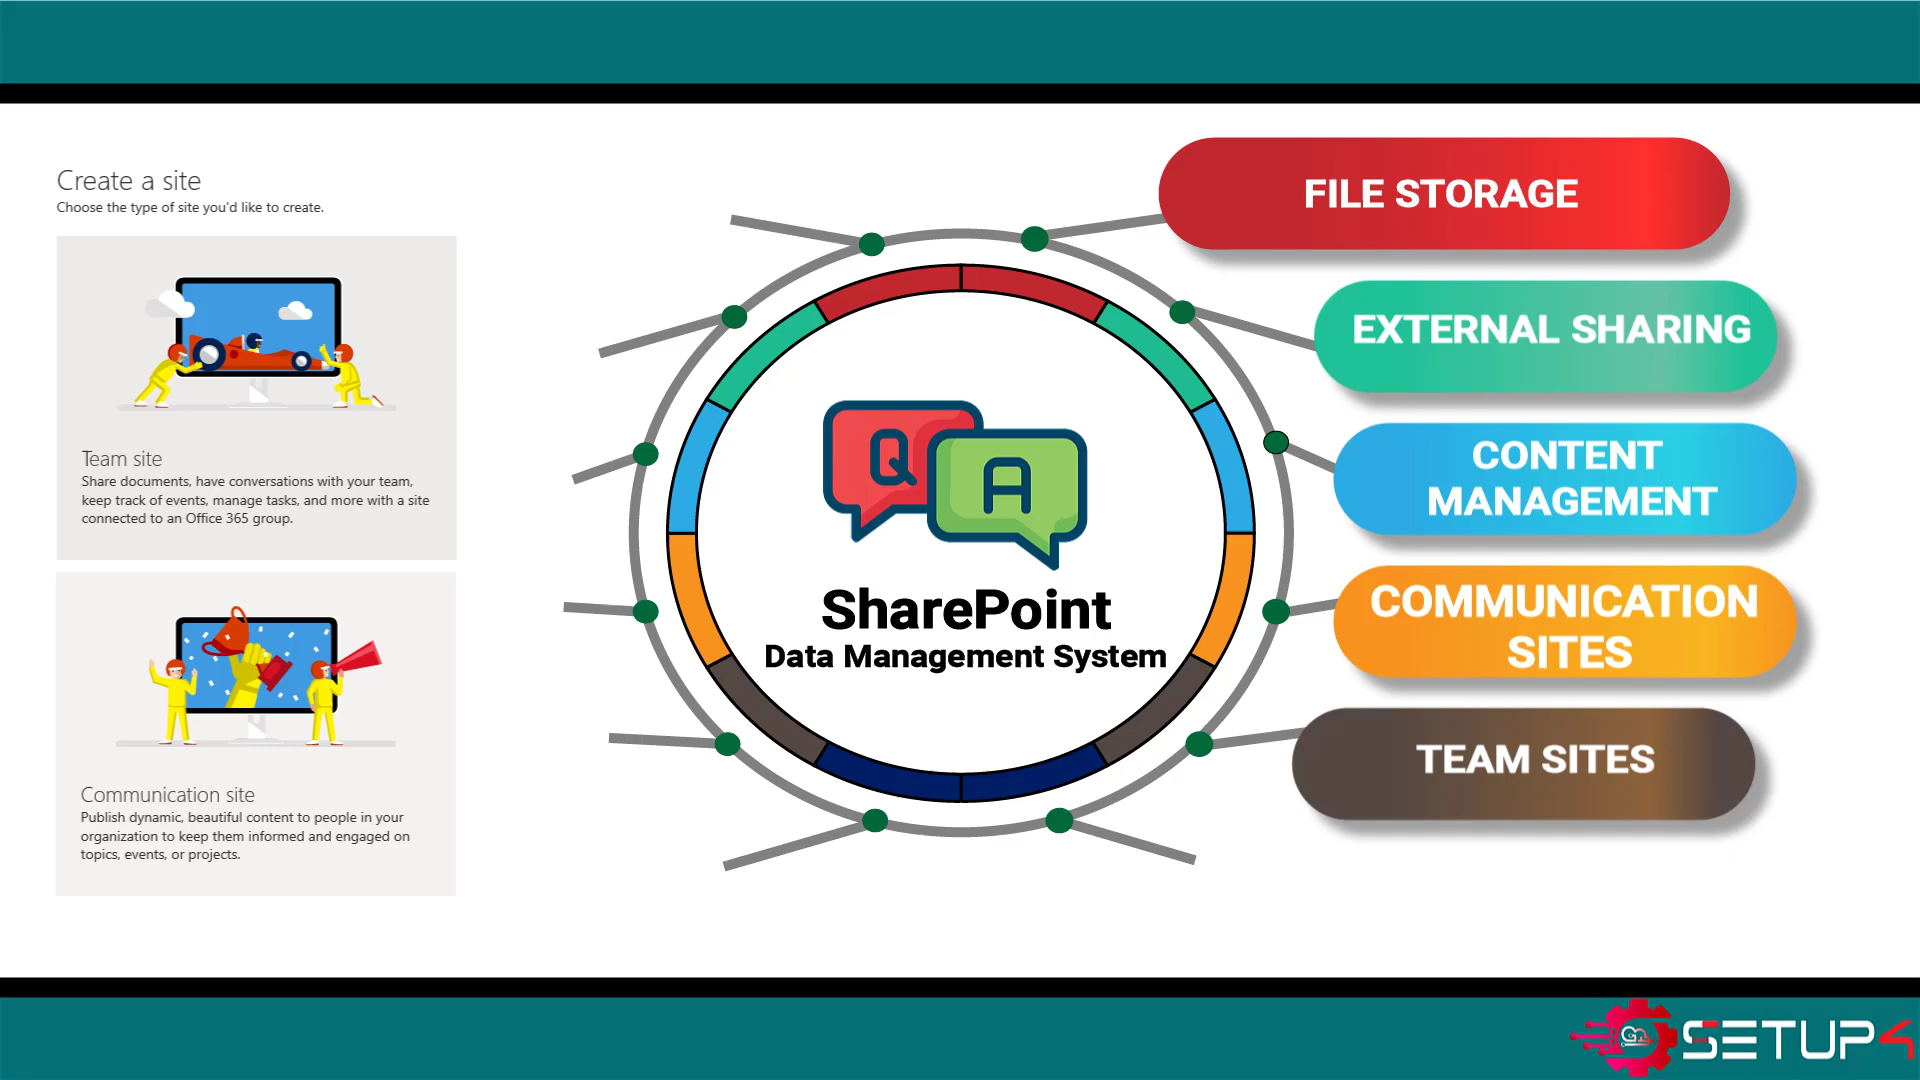 Create a site
Choose the type of site you'd like to create.
Team site
Share documents, have conversations with your team,
keep track of events, manage tasks, and more with a site
connected to an Office 365 group.
Communication site
Publish dynamic, beautiful content to people in your
organization to keep them informed and engaged on
topics, events, or projects.
Q
A
SharePoint
Data Management System
FILE STORAGE
EXTERNAL SHARING
CONTENT
MANAGEMENT
COMMUNICATION
SITES
TEAM SITES
SETUP4